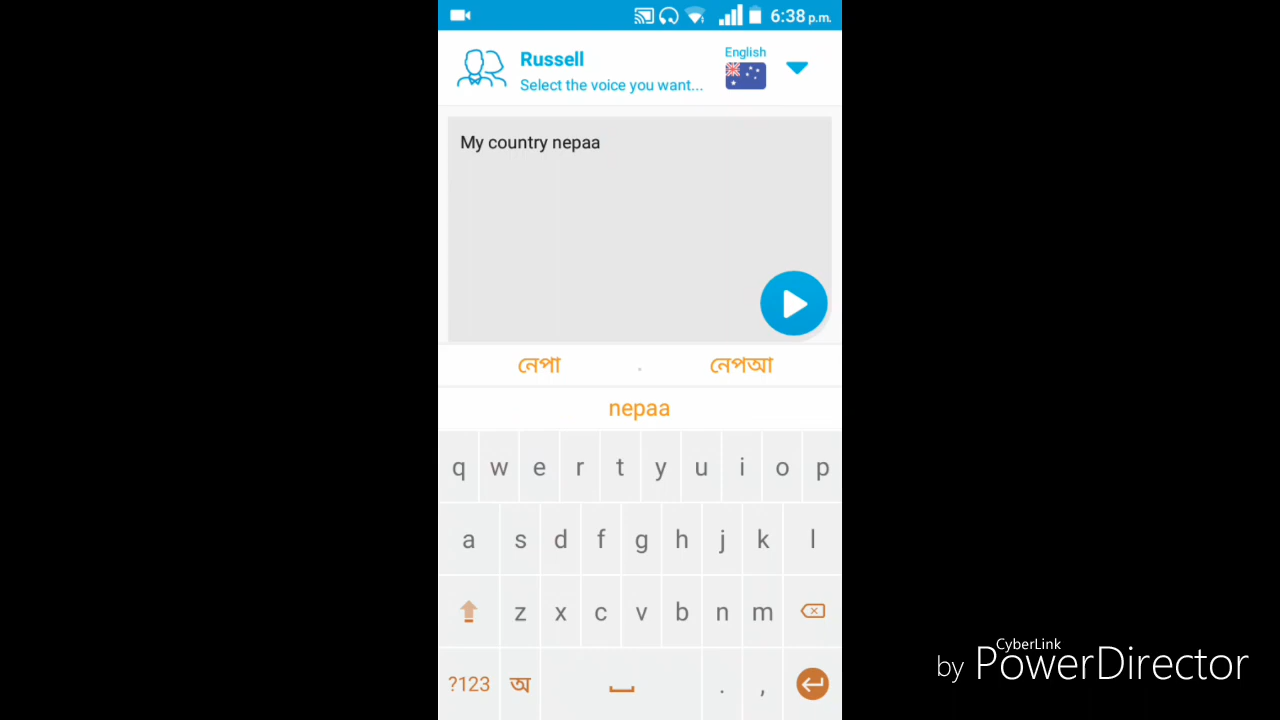 6:38 p.m.
Russell
English
Select the voice you want...
My country nepaa
নেপা . নেপআ
nepaa
q w e r t y u i o p
a s d f g h j k l
z x c v b n m
?123 অ . ,
CyberLink
by PowerDirector